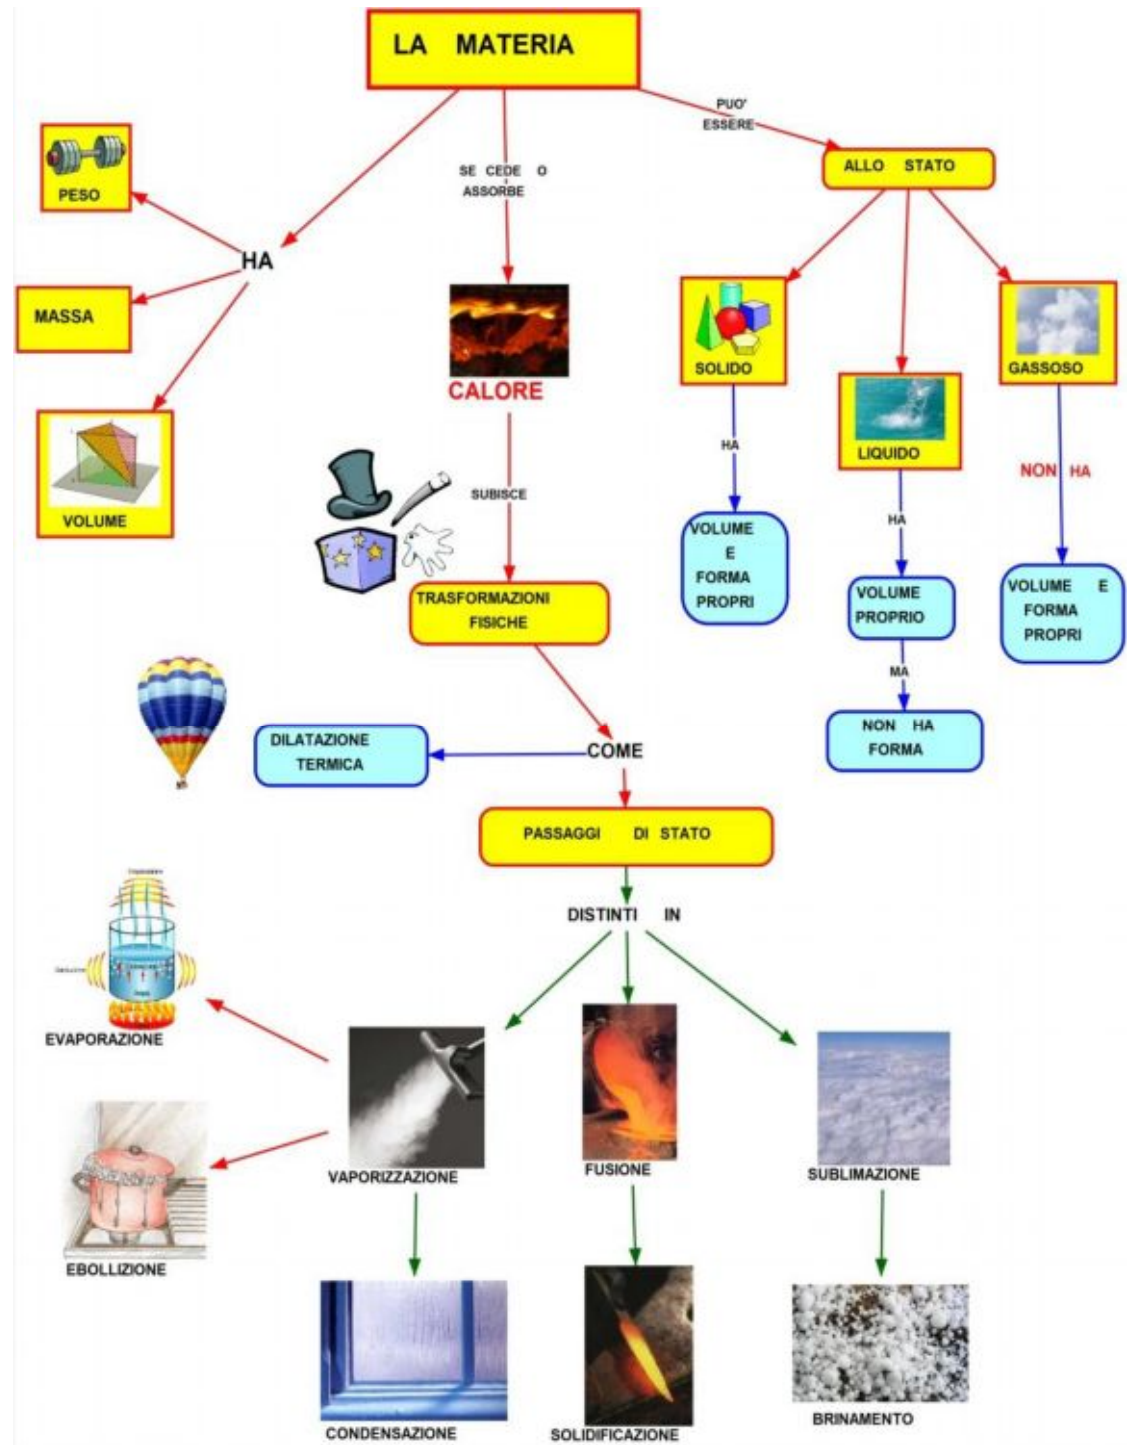 LA MATERIA
PUO'
ESSERE
SE CEDE O
ASSORBE
ALLO STATO
PESO
HA
MASSA
VOLUME
CALORE
SUBISCE
TRASFORMAZIONI
FISICHE
SOLIDO
HA
VOLUME
E
FORMA
PROPRI
LIQUIDO
HA
VOLUME
PROPRIO
MA
NON HA
FORMA
GASSOSO
NON HA
VOLUME E
FORMA
PROPRI
COME
DILATAZIONE
TERMICA
PASSAGGI DI STATO
DISTINTI IN
EVAPORAZIONE
EBOLLIZIONE
VAPORIZZAZIONE
FUSIONE
SUBLIMAZIONE
CONDENSAZIONE
SOLIDIFICAZIONE
BRINAMENTO